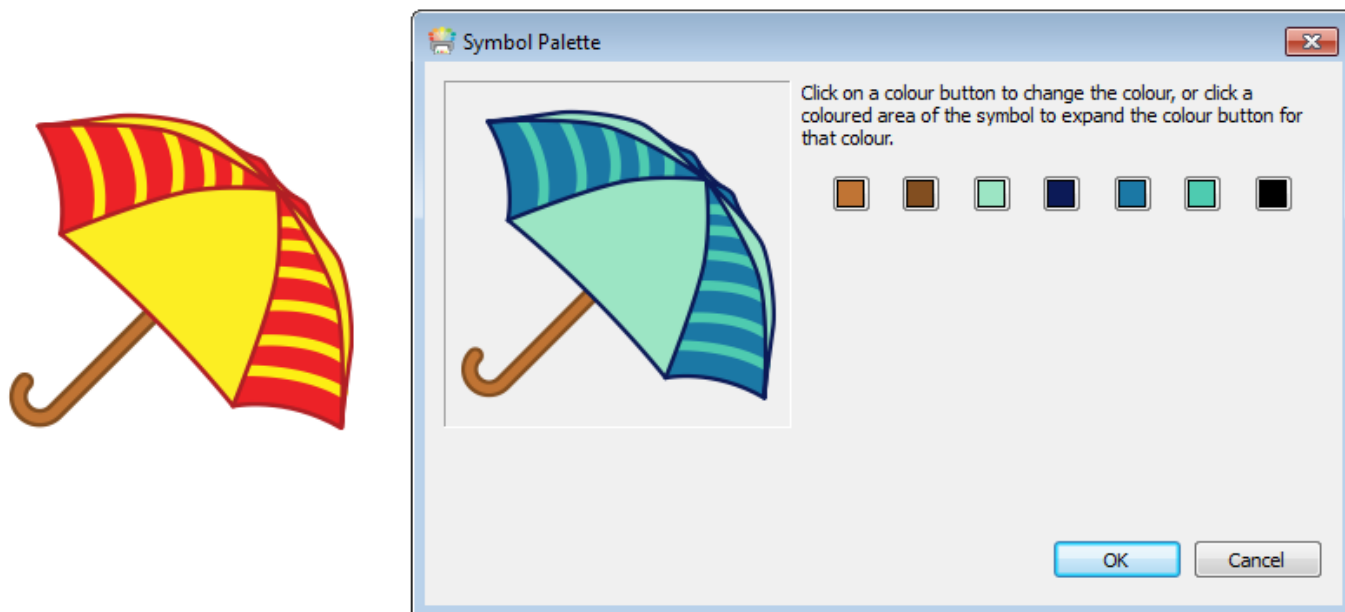 Symbol Palette
Click on a colour button to change the colour, or click a
coloured area of the symbol to expand the colour button for
that colour.
OK
Cancel